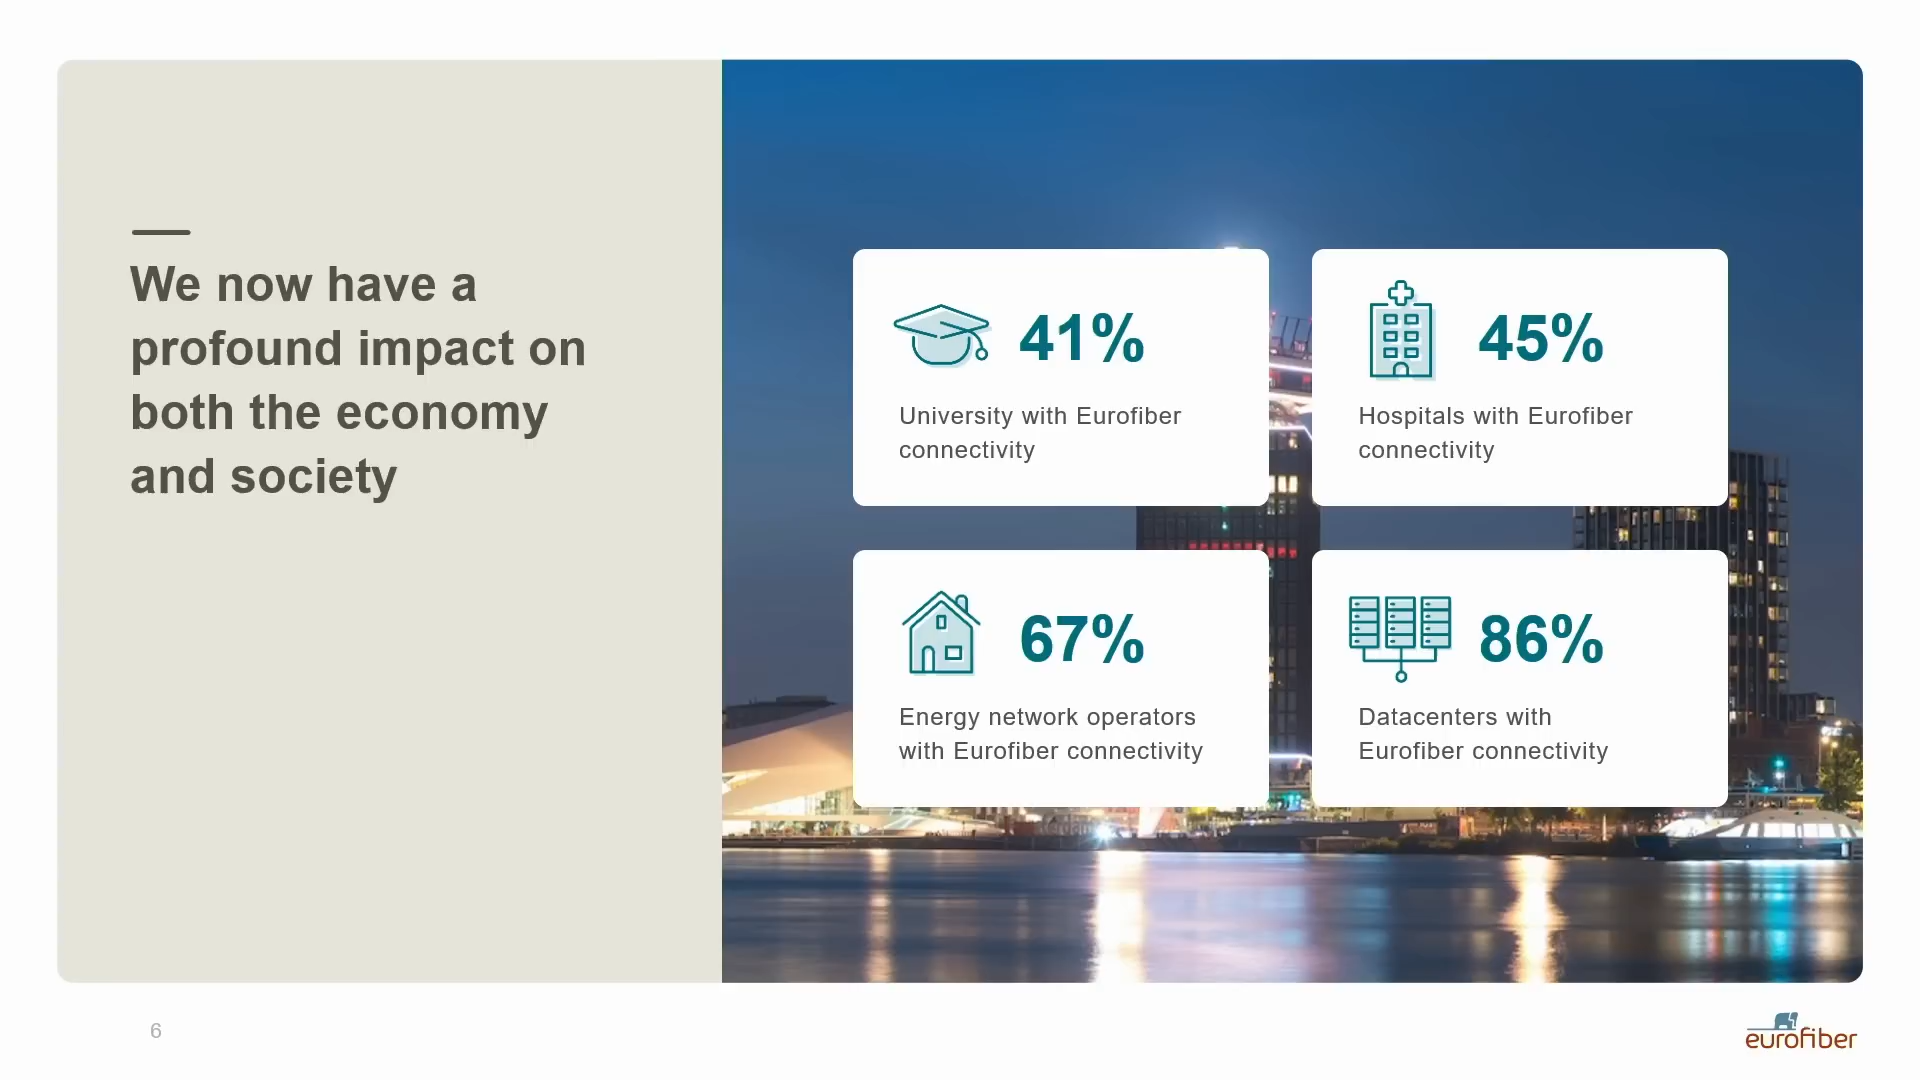 We now have a
profound impact on
both the economy
and society
41%
University with Eurofiber
connectivity
45%
Hospitals with Eurofiber
connectivity
67%
Energy network operators
with Eurofiber connectivity
86%
Datacenters with
Eurofiber connectivity
6
eurofiber